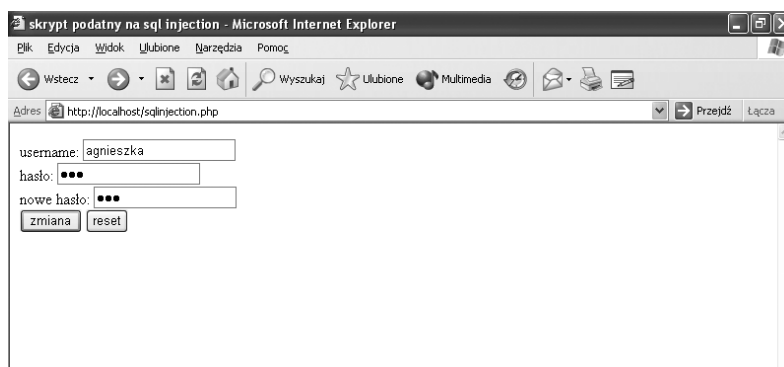 skrypt podatny na sql injection - Microsoft Internet Explorer
Plik Edycja Widok Ulubione Narzędzia Pomoc
Wstecz Wyszukaj Ulubione Multimedia
Adres http://localhost/sqlinjection.php Przejdź Łącza
username: agnieszka
hasło: •••
nowe hasło: •••
zmiana reset